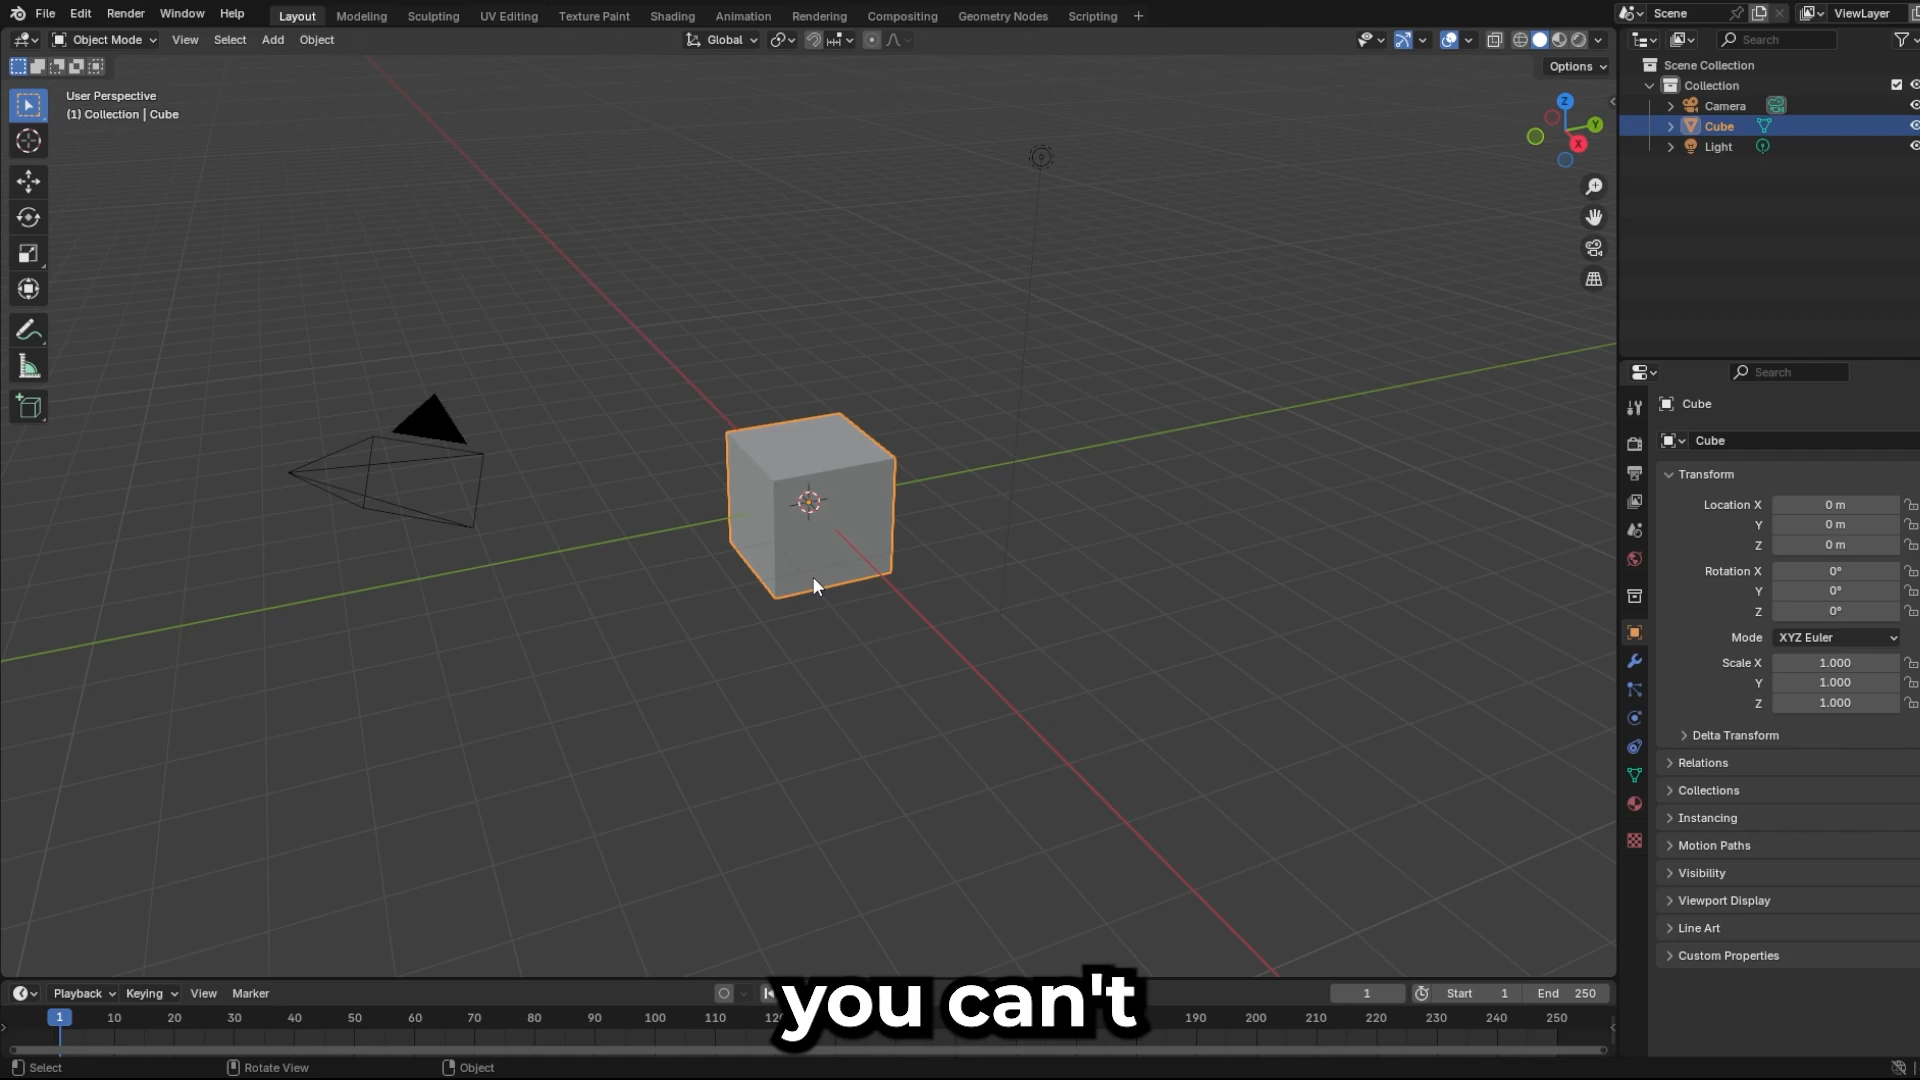 File Edit Render Window Help Layout Modeling Sculpting UV Editing Texture Paint Shading Animation Rendering Compositing Geometry Nodes Scripting + Scene ViewLayer
Object Mode View Select Add Object Global Search
Options
User Perspective
(1) Collection | Cube
Z
Y
X
Scene Collection
Collection
Camera
Cube
Light
Search
Cube
Cube
Transform
Location X 0 m
Y 0 m
Z 0 m
Rotation X 0°
Y 0°
Z 0°
Mode XYZ Euler
Scale X 1.000
Y 1.000
Z 1.000
Delta Transform
Relations
Collections
Instancing
Motion Paths
Visibility
Viewport Display
Line Art
Custom Properties
Playback Keying View Marker 1 Start 1 End 250
you can't
1 10 20 30 40 50 60 70 80 90 100 110 190 200 210 220 230 240 250
Select Rotate View Object